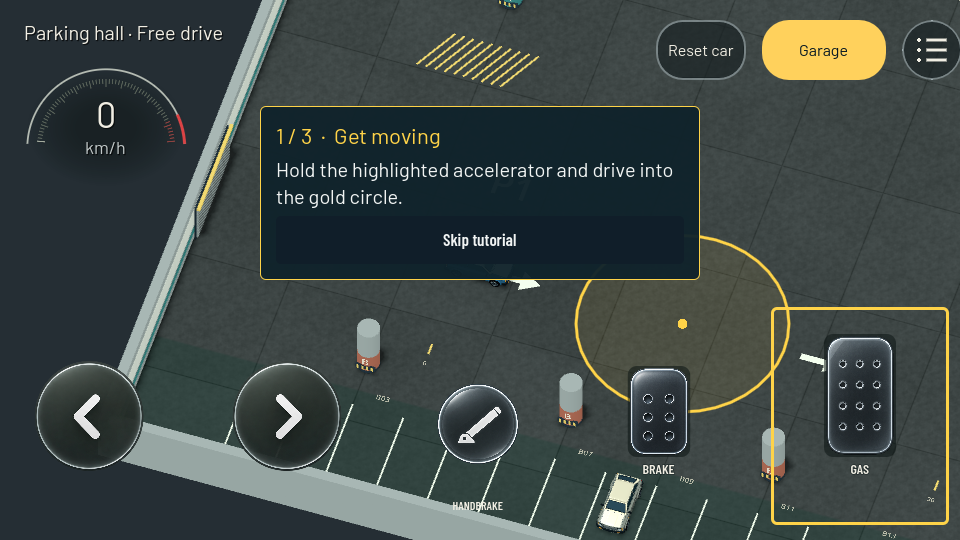 Parking hall · Free drive
Reset car
Garage
0
km/h
1 / 3 · Get moving
Hold the highlighted accelerator and drive into
the gold circle.
Skip tutorial
BRAKE
GAS
HANDBRAKE